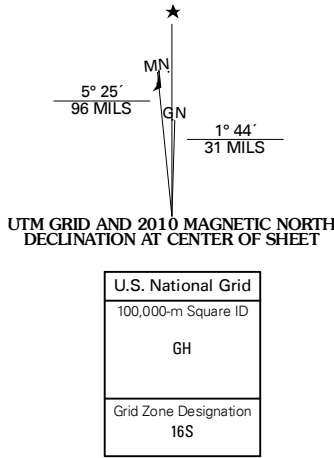 MN.
5° 25´
96 MILS
GN
1° 44´
31 MILS
UTM GRID AND 2010 MAGNETIC NORTH
DECLINATION AT CENTER OF SHEET
U.S. National Grid
100,000-m Square ID
GH
Grid Zone Designation
16S